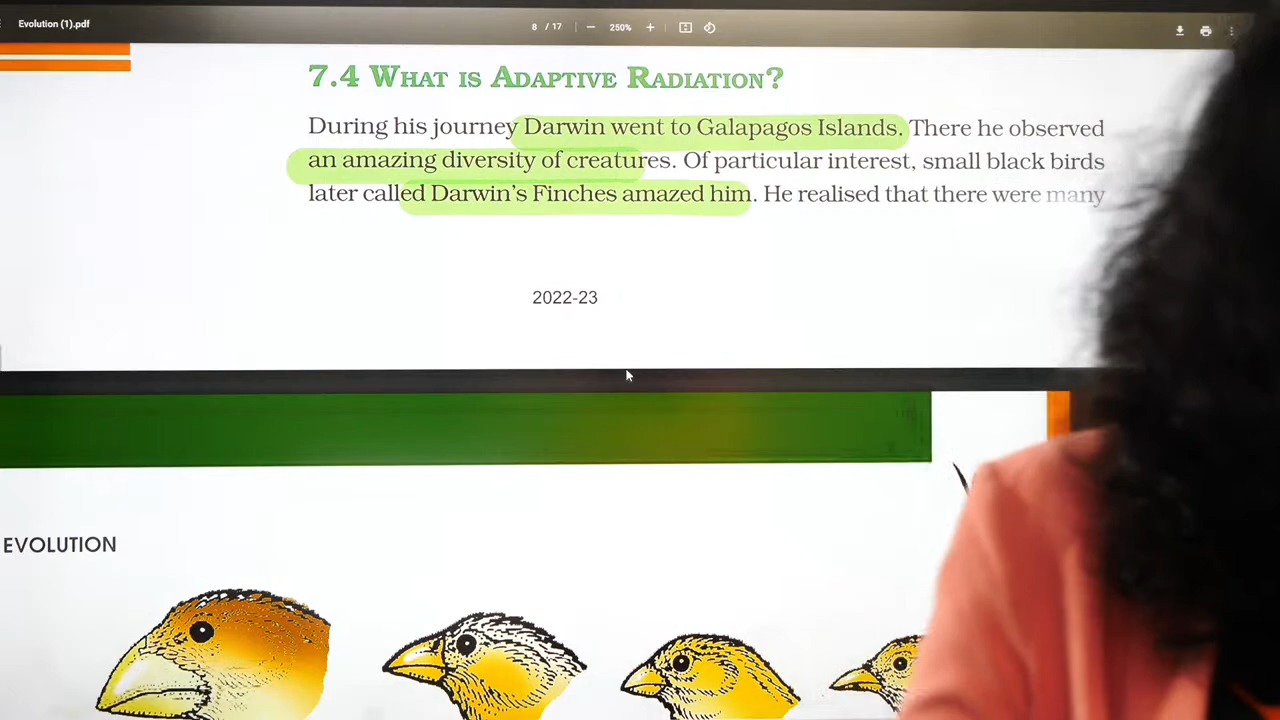 Evolution (1).pdf
8 / 17
250%
7.4 WHAT IS ADAPTIVE RADIATION?
During his journey Darwin went to Galapagos Islands. There he observed
an amazing diversity of creatures. Of particular interest, small black birds
later called Darwin's Finches amazed him. He realised that there were many
2022-23
EVOLUTION